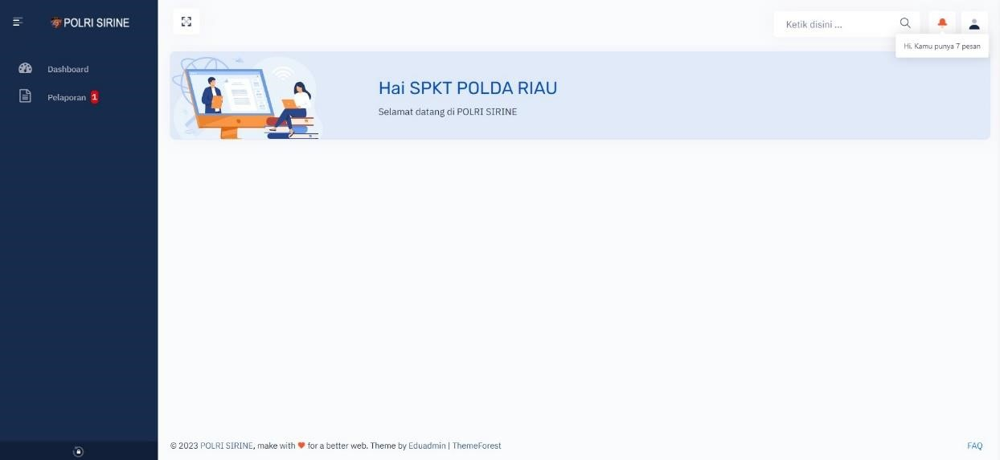 POLRI SIRINE
Ketik disini ...
Hi. Kamu punya 7 pesan
Dashboard
Pelaporan 1
Hai SPKT POLDA RIAU
Selamat datang di POLRI SIRINE
© 2023 POLRI SIRINE, make with ❤ for a better web. Theme by Eduadmin | ThemeForest
FAQ